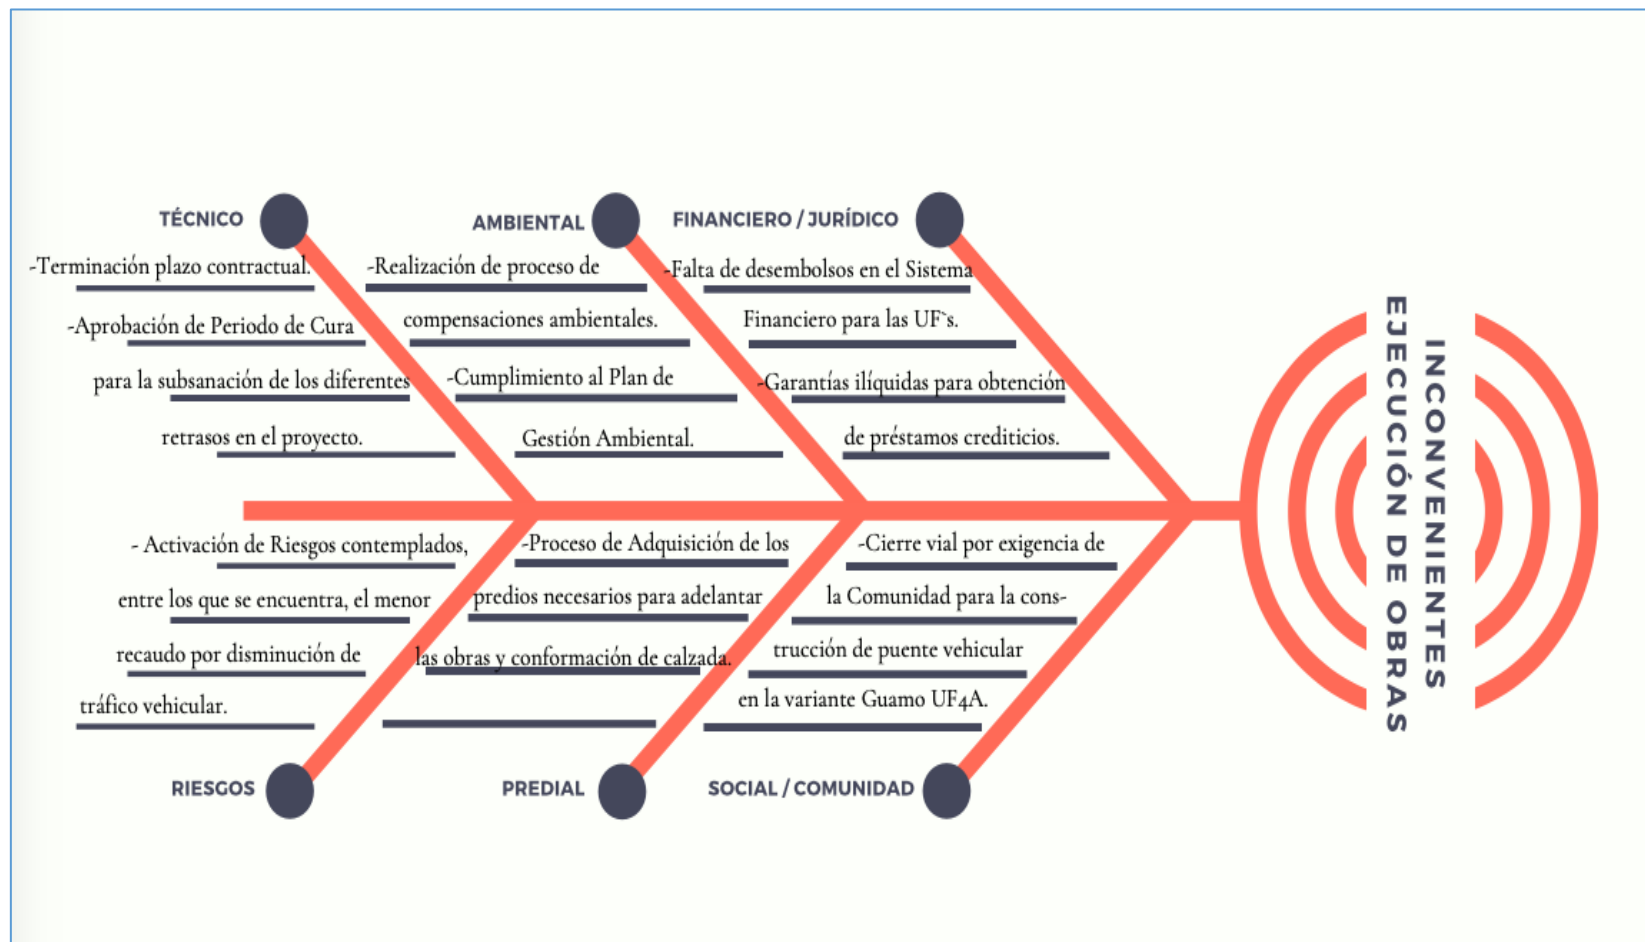 TÉCNICO
-Terminación plazo contractual.
-Aprobación de Periodo de Cura
para la subsanación de los diferentes
retrasos en el proyecto.
AMBIENTAL
-Realización de proceso de
compensaciones ambientales.
-Cumplimiento al Plan de
Gestión Ambiental.
FINANCIERO / JURÍDICO
-Falta de desembolsos en el Sistema
Financiero para las UF`s.
-Garantías ilíquidas para obtención
de préstamos crediticios.
- Activación de Riesgos contemplados,
entre los que se encuentra, el menor
recaudo por disminución de
tráfico vehicular.
RIESGOS
-Proceso de Adquisición de los
predios necesarios para adelantar
las obras y conformación de calzada.
PREDIAL
-Cierre vial por exigencia de
la Comunidad para la cons-
trucción de puente vehicular
en la variante Guamo UF4A.
SOCIAL / COMUNIDAD
INCONVENIENTES
EJECUCIÓN DE OBRAS